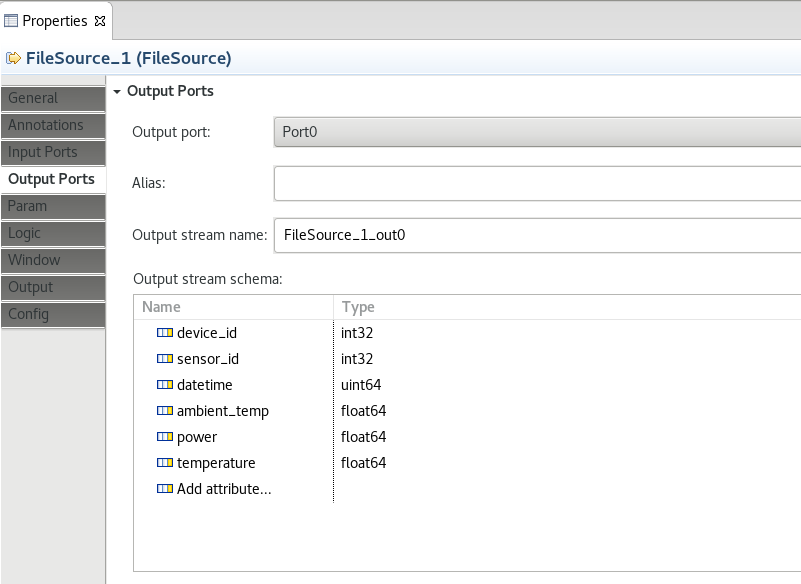 Properties
FileSource_1 (FileSource)
General
Annotations
Input Ports
Output Ports
Param
Logic
Window
Output
Config
Output Ports
Output port: Port0
Alias:
Output stream name: FileSource_1_out0
Output stream schema:
Name Type
device_id int32
sensor_id int32
datetime uint64
ambient_temp float64
power float64
temperature float64
Add attribute...